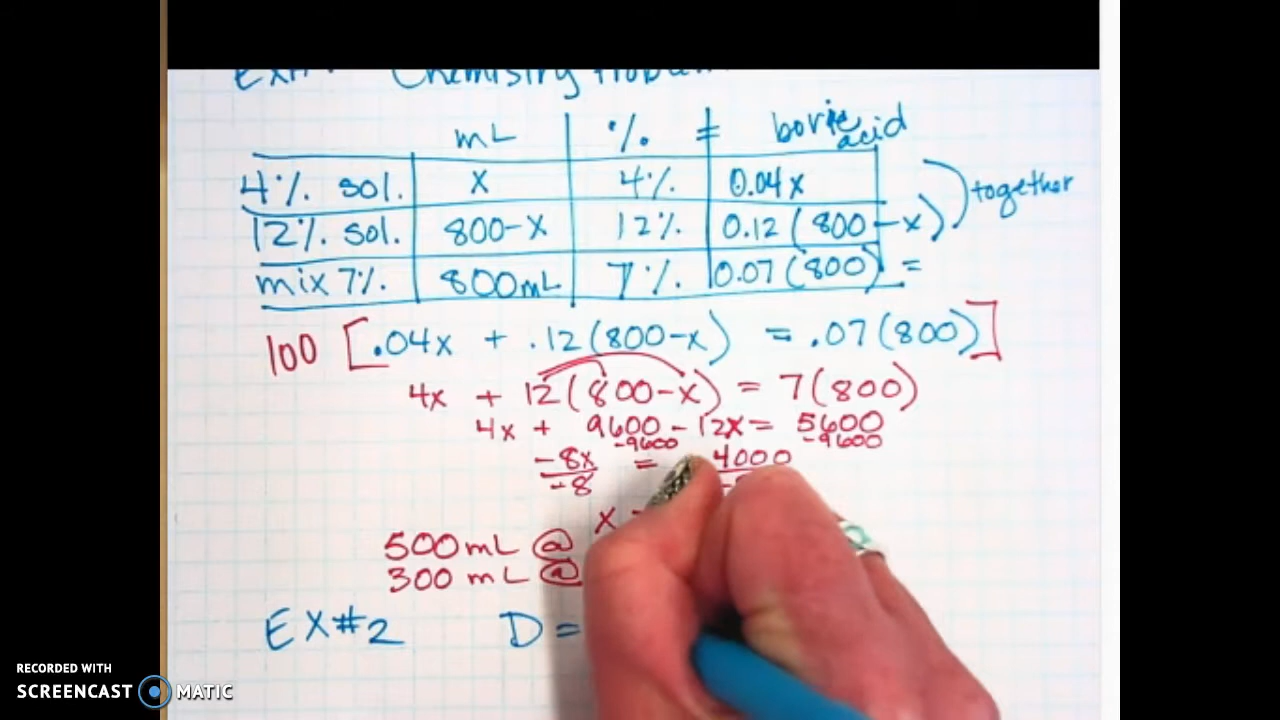 Chemistry Problem
mL % = boric acid
4% sol. x 4% 0.04x
12% sol. 800-x 12% 0.12(800-x) together
mix 7% 800mL 7% 0.07(800) =
100 [.04x + .12(800-x) = .07(800)]
4x + 12(800-x) = 7(800)
4x + 9600 - 12x = 5600
-9600 -9600
-8x = 4000
-8
x
500 mL @
300 mL @
EX#2 D =
RECORDED WITH
SCREENCAST MATIC